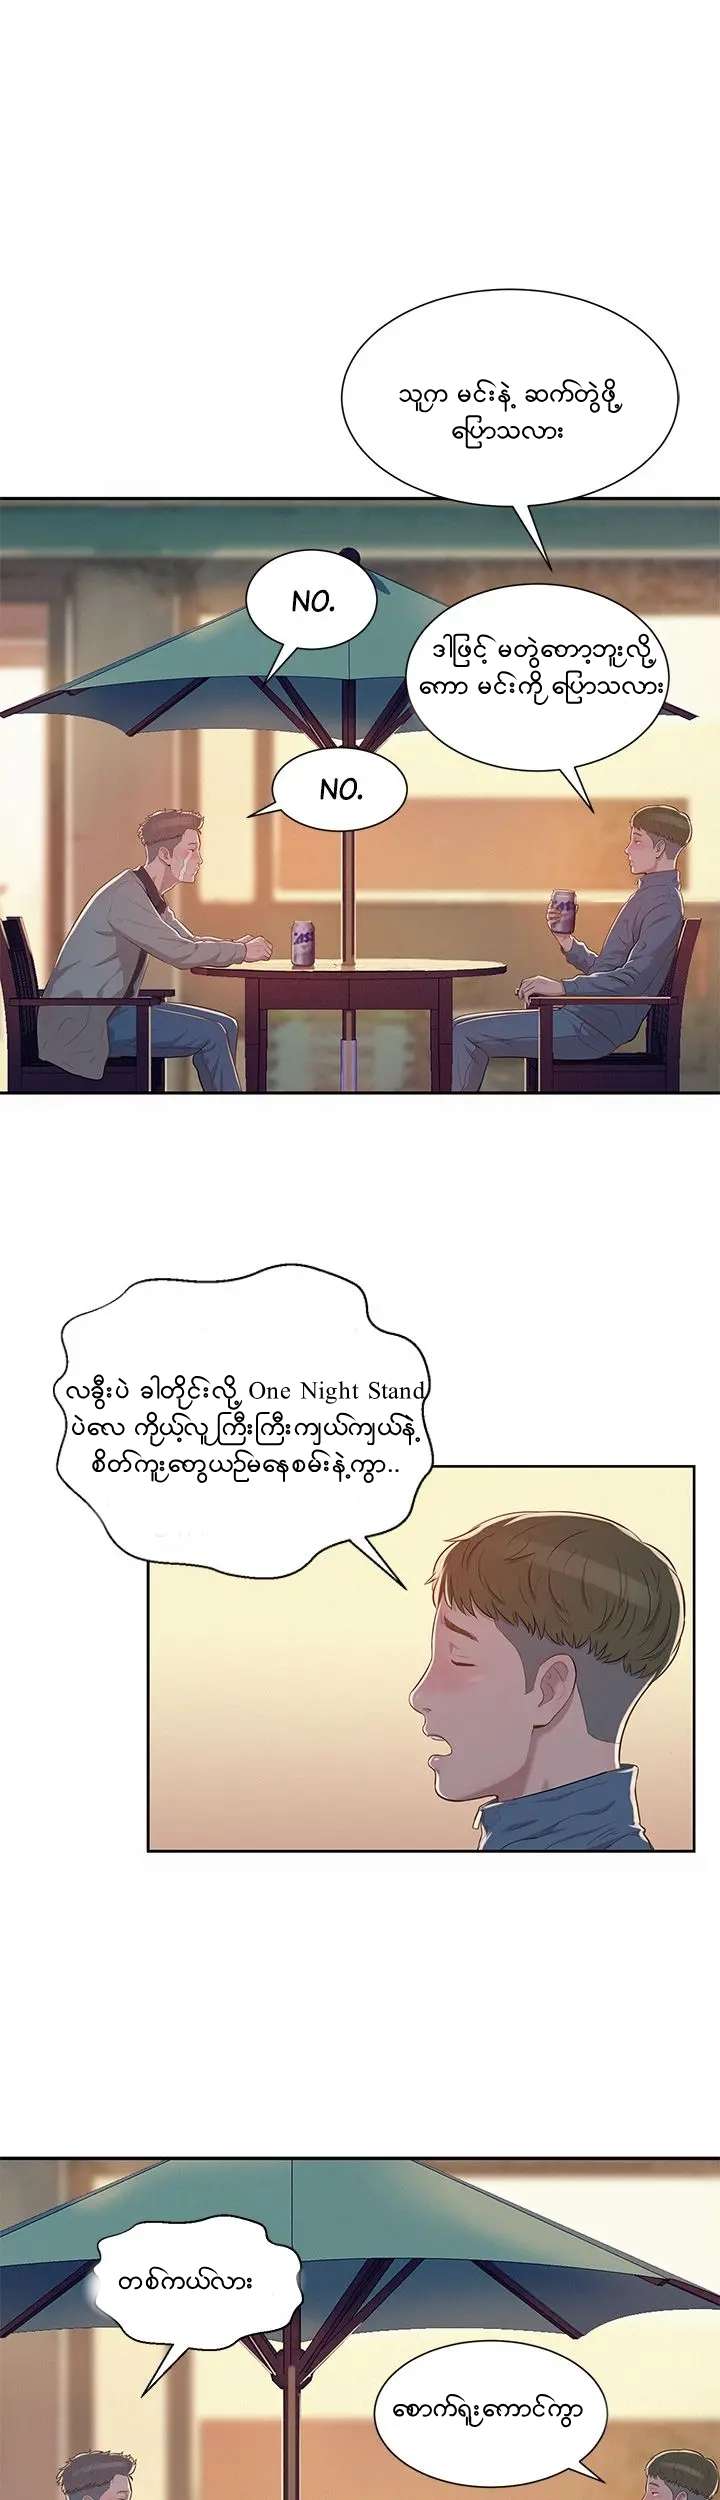 သူက မင်းနဲ့ ဆက်တွဲဖို့
ပြောသလား
NO.
ဒါဖြင့် မတွဲတော့ဘူးလို့
ကော မင်းကို ပြောသလား
NO.
လခွီးပဲ ခါတိုင်းလို့ One Night Stand
ပဲလေ ကိုယ့်လူ ကြီးကြီးကျယ်ကျယ်နဲ့
စိတ်ကူးတွေယဉ်မနေစမ်းနဲ့ကွာ..
တစ်ကယ်လား
စောက်ရူးကောင်ကွာ